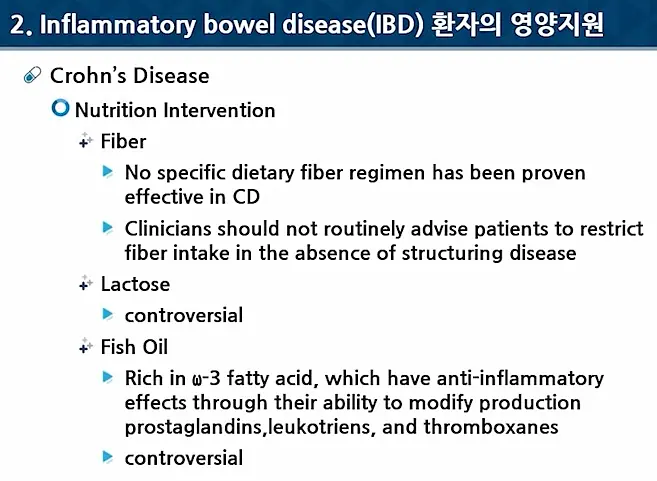 2. Inflammatory bowel disease(IBD) 환자의 영양지원
Crohn's Disease
Nutrition Intervention
Fiber
No specific dietary fiber regimen has been proven
effective in CD
Clinicians should not routinely advise patients to restrict
fiber intake in the absence of structuring disease
Lactose
controversial
Fish Oil
Rich in ω-3 fatty acid, which have anti-inflammatory
effects through their ability to modify production
prostaglandins,leukotriens, and thromboxanes
controversial